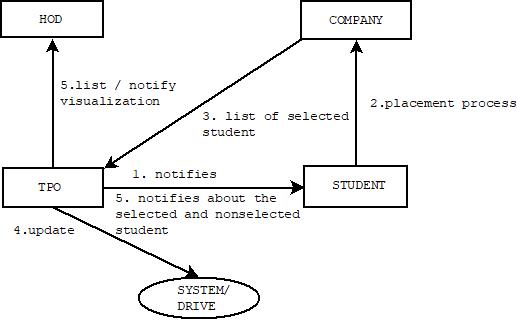 HOD
COMPANY
5.list / notify
visualization
2.placement process
3. list of selected
student
1. notifies
TPO
STUDENT
5. notifies about the
selected and nonselected
student
4.update
SYSTEM/
DRIVE